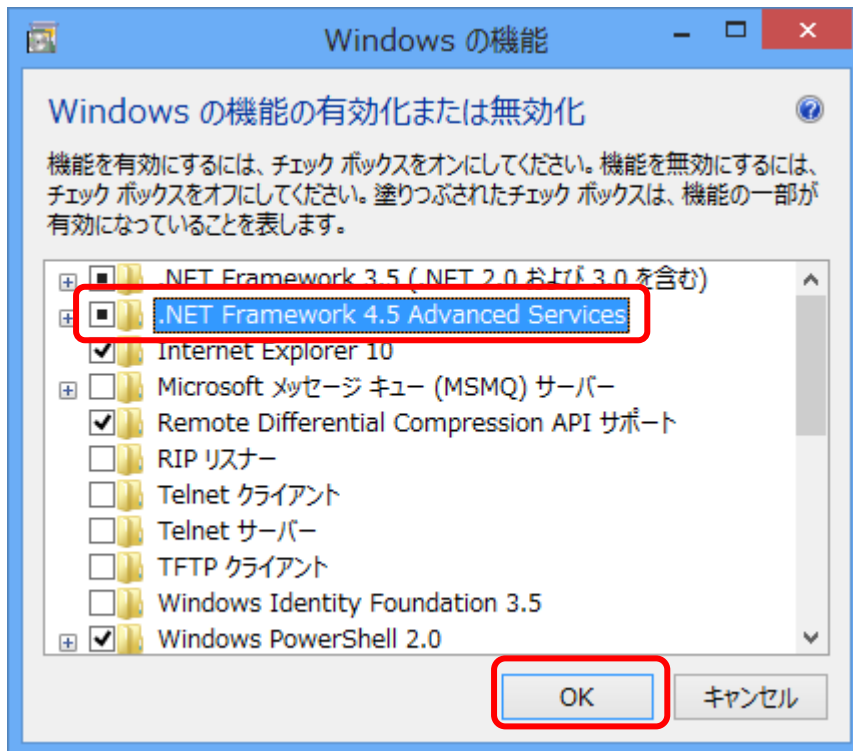 Windows の機能
Windows の機能の有効化または無効化
機能を有効にするには、チェック ボックスをオンにしてください。機能を無効にするには、
チェック ボックスをオフにしてください。塗りつぶされたチェック ボックスは、機能の一部が
有効になっていることを表します。
.NET Framework 3.5 (.NET 2.0 および 3.0 を含む)
.NET Framework 4.5 Advanced Services
Internet Explorer 10
Microsoft メッセージ キュー (MSMQ) サーバー
Remote Differential Compression API サポート
RIP リスナー
Telnet クライアント
Telnet サーバー
TFTP クライアント
Windows Identity Foundation 3.5
Windows PowerShell 2.0
OK
キャンセル